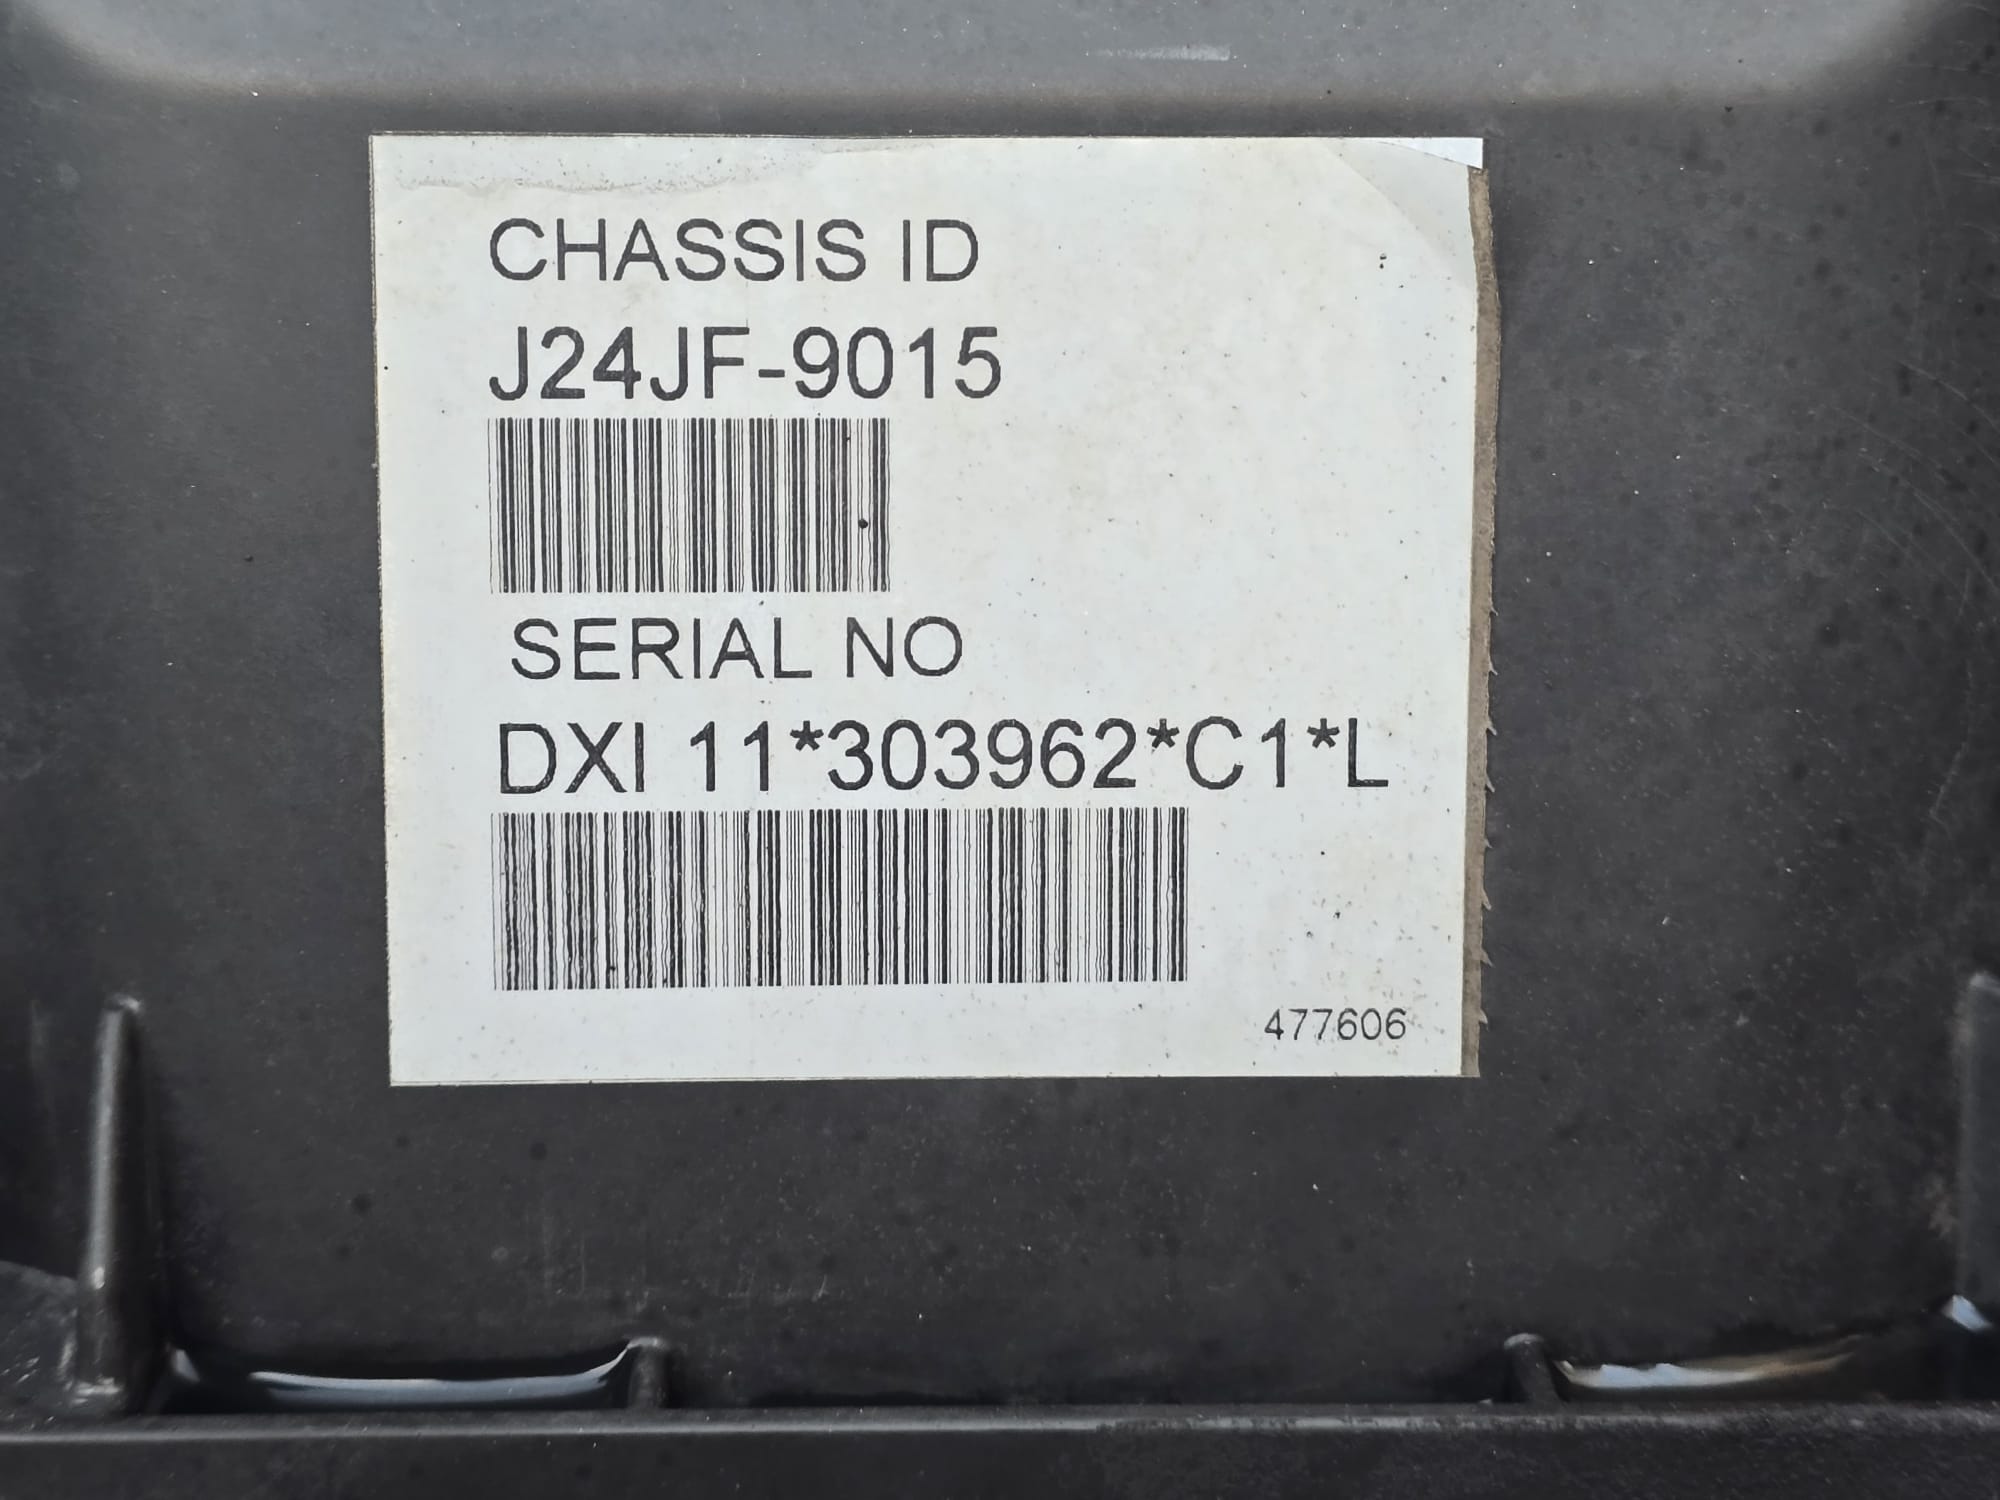 CHASSIS ID
J24JF-9015
SERIAL NO
DXI 11*303962*C1*L
477606